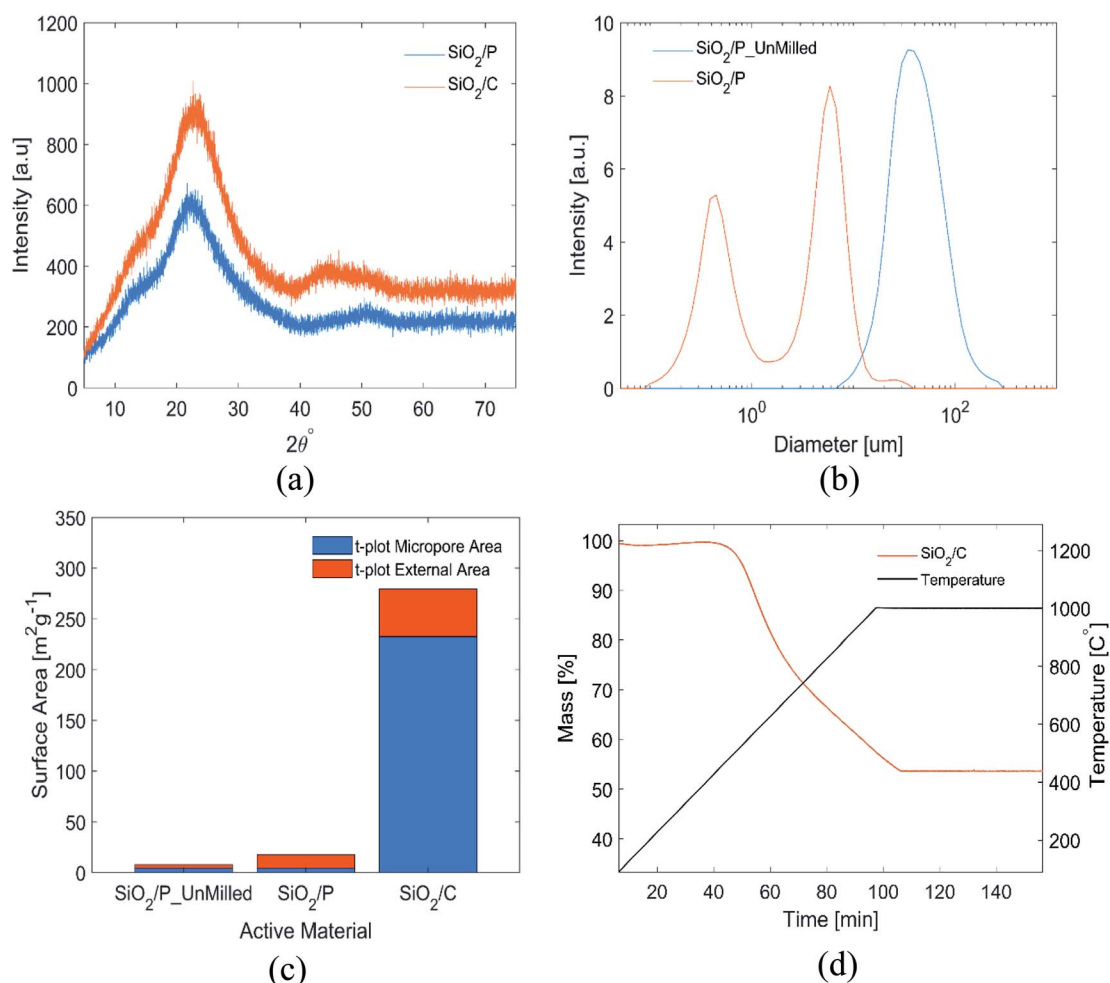 1200
1000
800
600
400
200
0
Intensity [a.u]
SiO₂/P
SiO₂/C
10 20 30 40 50 60 70
2θ°
(a)
10
8
6
4
2
0
Intensity [a.u.]
SiO₂/P_UnMilled
SiO₂/P
10⁰ 10²
Diameter [um]
(b)
350
300
250
200
150
100
50
0
Surface Area [m²g⁻¹]
t-plot Micropore Area
t-plot External Area
SiO₂/P_UnMilled SiO₂/P SiO₂/C
Active Material
(c)
100
90
80
70
60
50
40
Mass [%]
SiO₂/C
Temperature
1200
1000
800
600
400
200
Temperature [C°]
20 40 60 80 100 120 140
Time [min]
(d)